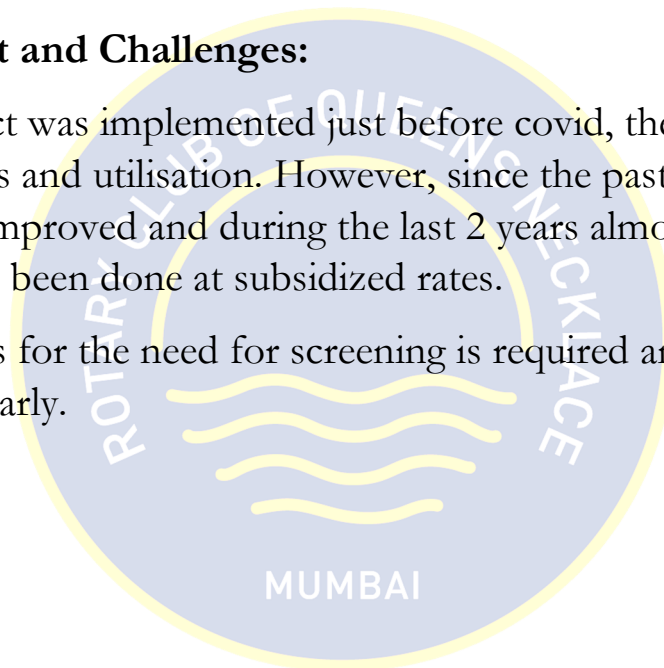 t and Challenges:
ct was implemented just before covid, the
s and utilisation. However, since the past
mproved and during the last 2 years almo
been done at subsidized rates.
s for the need for screening is required an
arly.
ROTARY CLUB OF QUEENS NECKLACE
MUMBAI